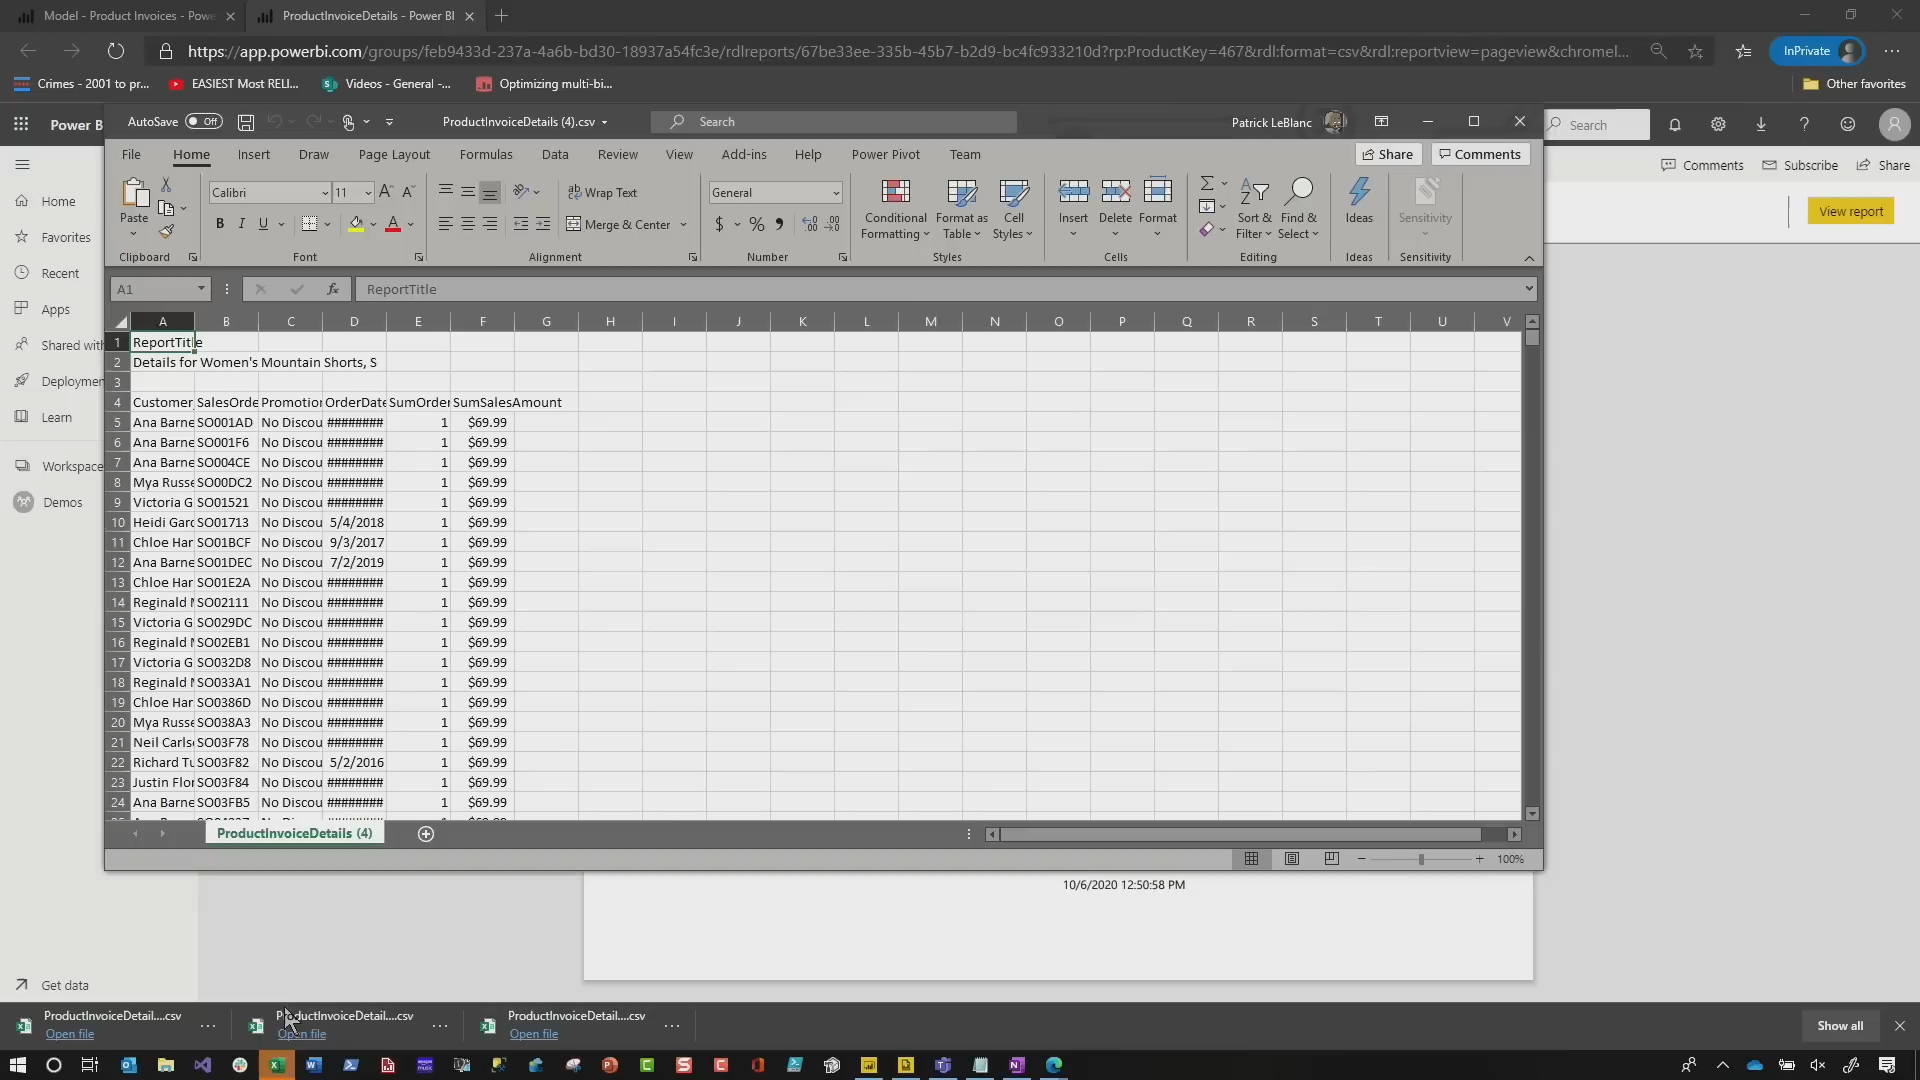 Model - Product Invoices - Powe
ProductInvoiceDetails - Power BI
https://app.powerbi.com/groups/feb9433d-237a-4a6b-bd30-18937a54fc3e/rdlreports/67be33ee-335b-45b7-b2d9-bc4fc933210d?rp:ProductKey=467&rdl:format=csv&rdl:reportview=pageview&chromel...
InPrivate
Crimes - 2001 to pr...
EASIEST Most RELI...
Videos - General -...
Optimizing multi-bi...
Other favorites
Power B
AutoSave Off
ProductInvoiceDetails (4).csv
Search
Patrick LeBlanc
Search
File Home Insert Draw Page Layout Formulas Data Review View Add-ins Help Power Pivot Team
Share
Comments
Comments
Subscribe
Share
View report
Paste
Calibri
11
Wrap Text
Merge & Center
General
Conditional Formatting
Format as Table
Cell Styles
Insert
Delete
Format
Sort & Filter
Find & Select
Ideas
Sensitivity
Clipboard
Font
Alignment
Number
Styles
Cells
Editing
Ideas
Sensitivity
Home
Favorites
Recent
Apps
Shared with
Deploymen
Learn
Workspace
Demos
Get data
A1
ReportTitle
A B C D E F G H I J K L M N O P Q R S T U V
1 ReportTitle
2 Details for Women's Mountain Shorts, S
3
4 Customer SalesOrde Promotion OrderDate SumOrder SumSalesAmount
5 Ana Barne SO001AD No Discou ######## 1 $69.99
6 Ana Barne SO001F6 No Discou ######## 1 $69.99
7 Ana Barne SO004CE No Discou ######## 1 $69.99
8 Mya Russe SO00DC2 No Discou ######## 1 $69.99
9 Victoria G SO01521 No Discou ######## 1 $69.99
10 Heidi Garc SO01713 No Discou 5/4/2018 1 $69.99
11 Chloe Har SO01BCF No Discou 9/3/2017 1 $69.99
12 Ana Barne SO01DEC No Discou 7/2/2019 1 $69.99
13 Chloe Har SO01E2A No Discou ######## 1 $69.99
14 Reginald M SO02111 No Discou ######## 1 $69.99
15 Victoria G SO029DC No Discou ######## 1 $69.99
16 Reginald M SO02EB1 No Discou ######## 1 $69.99
17 Victoria G SO032D8 No Discou ######## 1 $69.99
18 Reginald M SO033A1 No Discou ######## 1 $69.99
19 Chloe Har SO0386D No Discou ######## 1 $69.99
20 Mya Russe SO038A3 No Discou ######## 1 $69.99
21 Neil Carls SO03F78 No Discou ######## 1 $69.99
22 Richard Tu SO03F82 No Discou 5/2/2016 1 $69.99
23 Justin Flor SO03F84 No Discou ######## 1 $69.99
24 Ana Barne SO03FB5 No Discou ######## 1 $69.99
ProductInvoiceDetails (4)
100%
10/6/2020 12:50:58 PM
ProductInvoiceDetail....csv
Open file
ProductInvoiceDetail....csv
Open file
ProductInvoiceDetail....csv
Open file
Show all